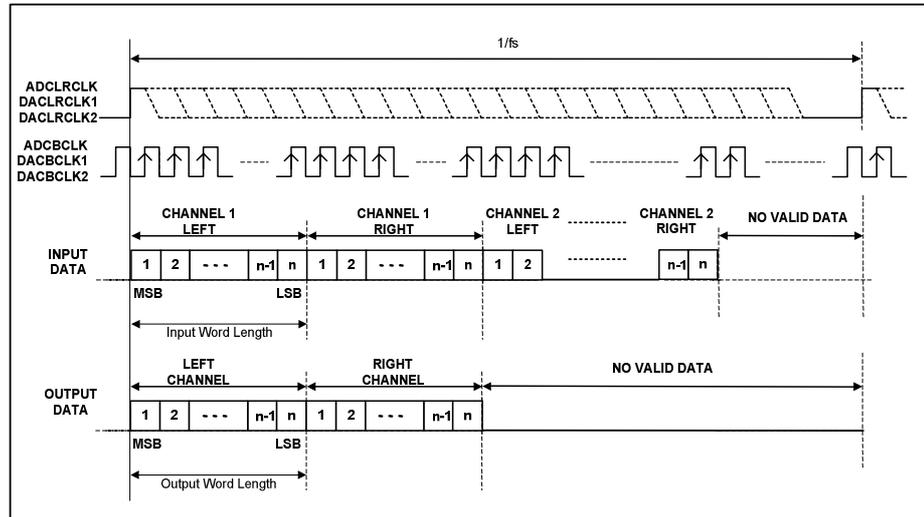 1/fs
ADCLRCLK
DACLRCLK1
DACLRCLK2
ADCBCLK
DACBCLK1
DACBCLK2
CHANNEL 1 LEFT
CHANNEL 1 RIGHT
CHANNEL 2 LEFT
CHANNEL 2 RIGHT
NO VALID DATA
INPUT DATA
1 2 - - - n-1 n 1 2 - - - n-1 n 1 2 n-1 n
MSB LSB
Input Word Length
LEFT CHANNEL
RIGHT CHANNEL
NO VALID DATA
OUTPUT DATA
1 2 - - - n-1 n 1 2 - - - n-1 n
MSB LSB
Output Word Length